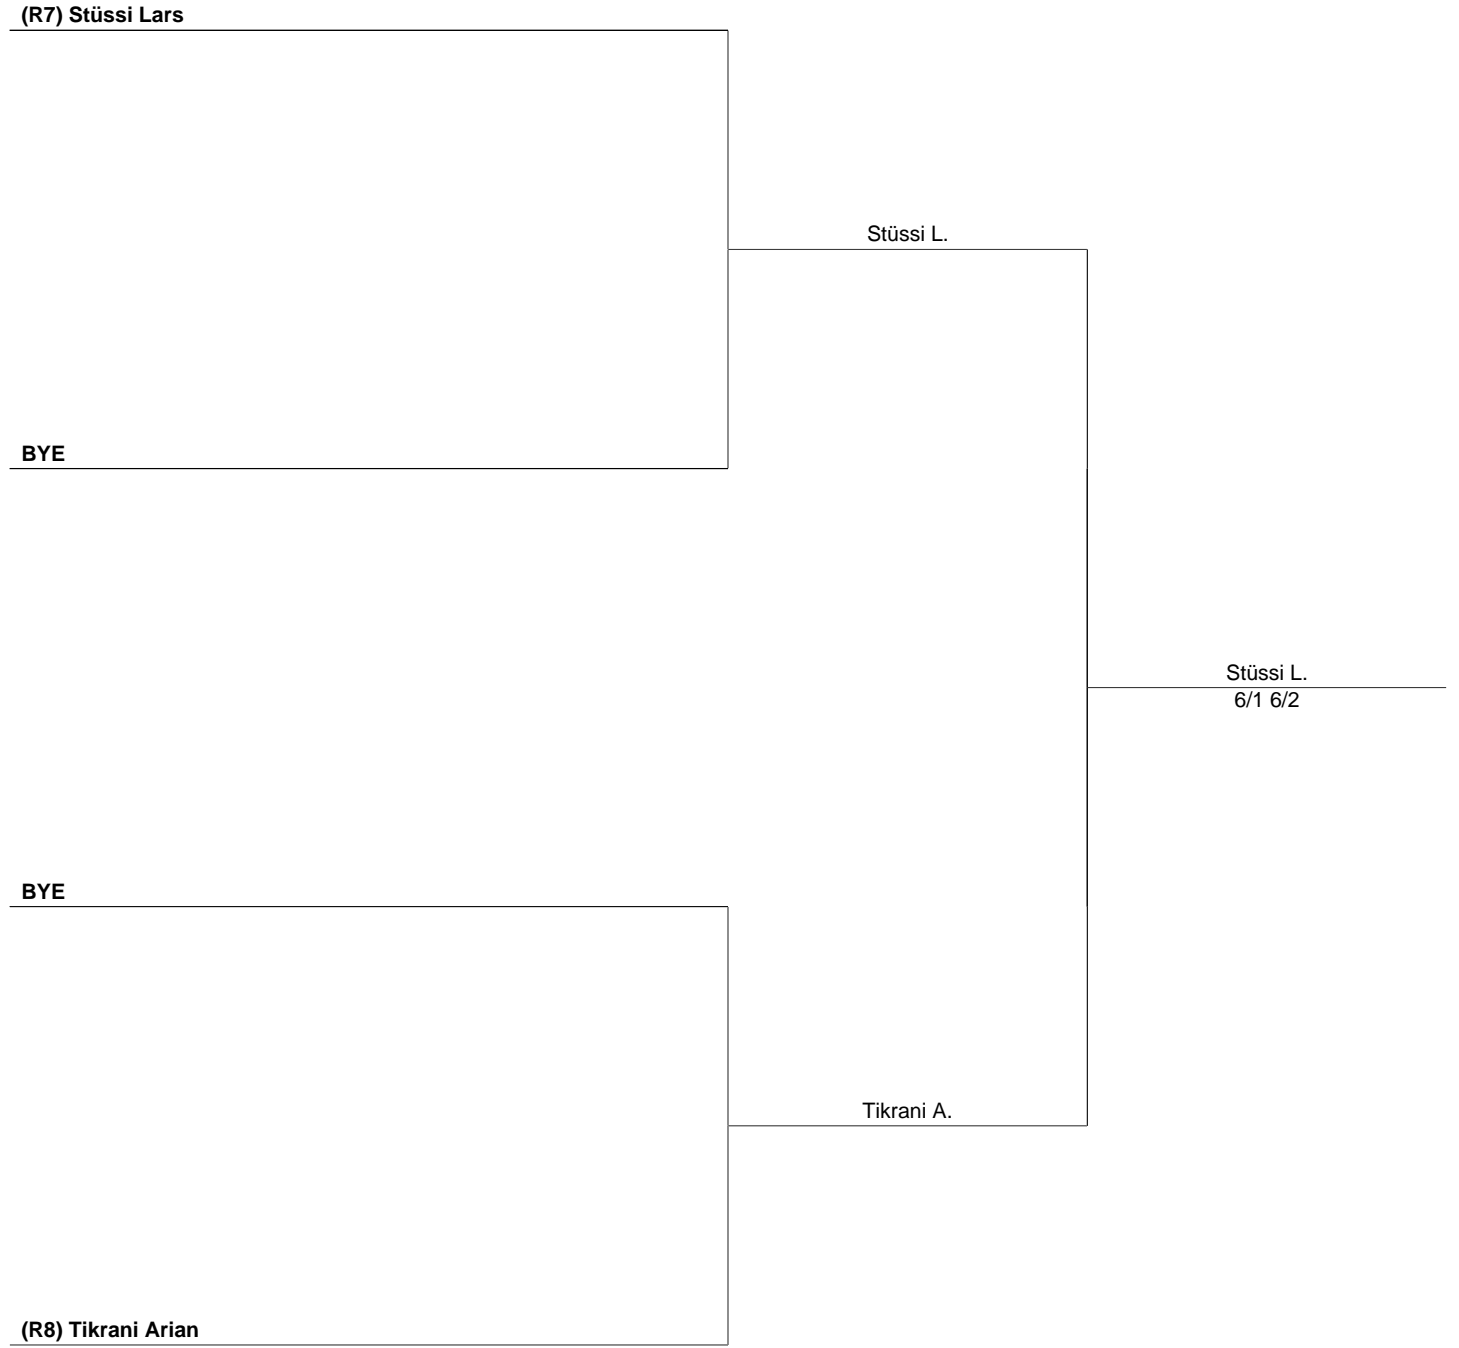 (R7) Stüssi Lars
Stüssi L.
BYE
Stüssi L.
6/1 6/2
BYE
Tikrani A.
(R8) Tikrani Arian